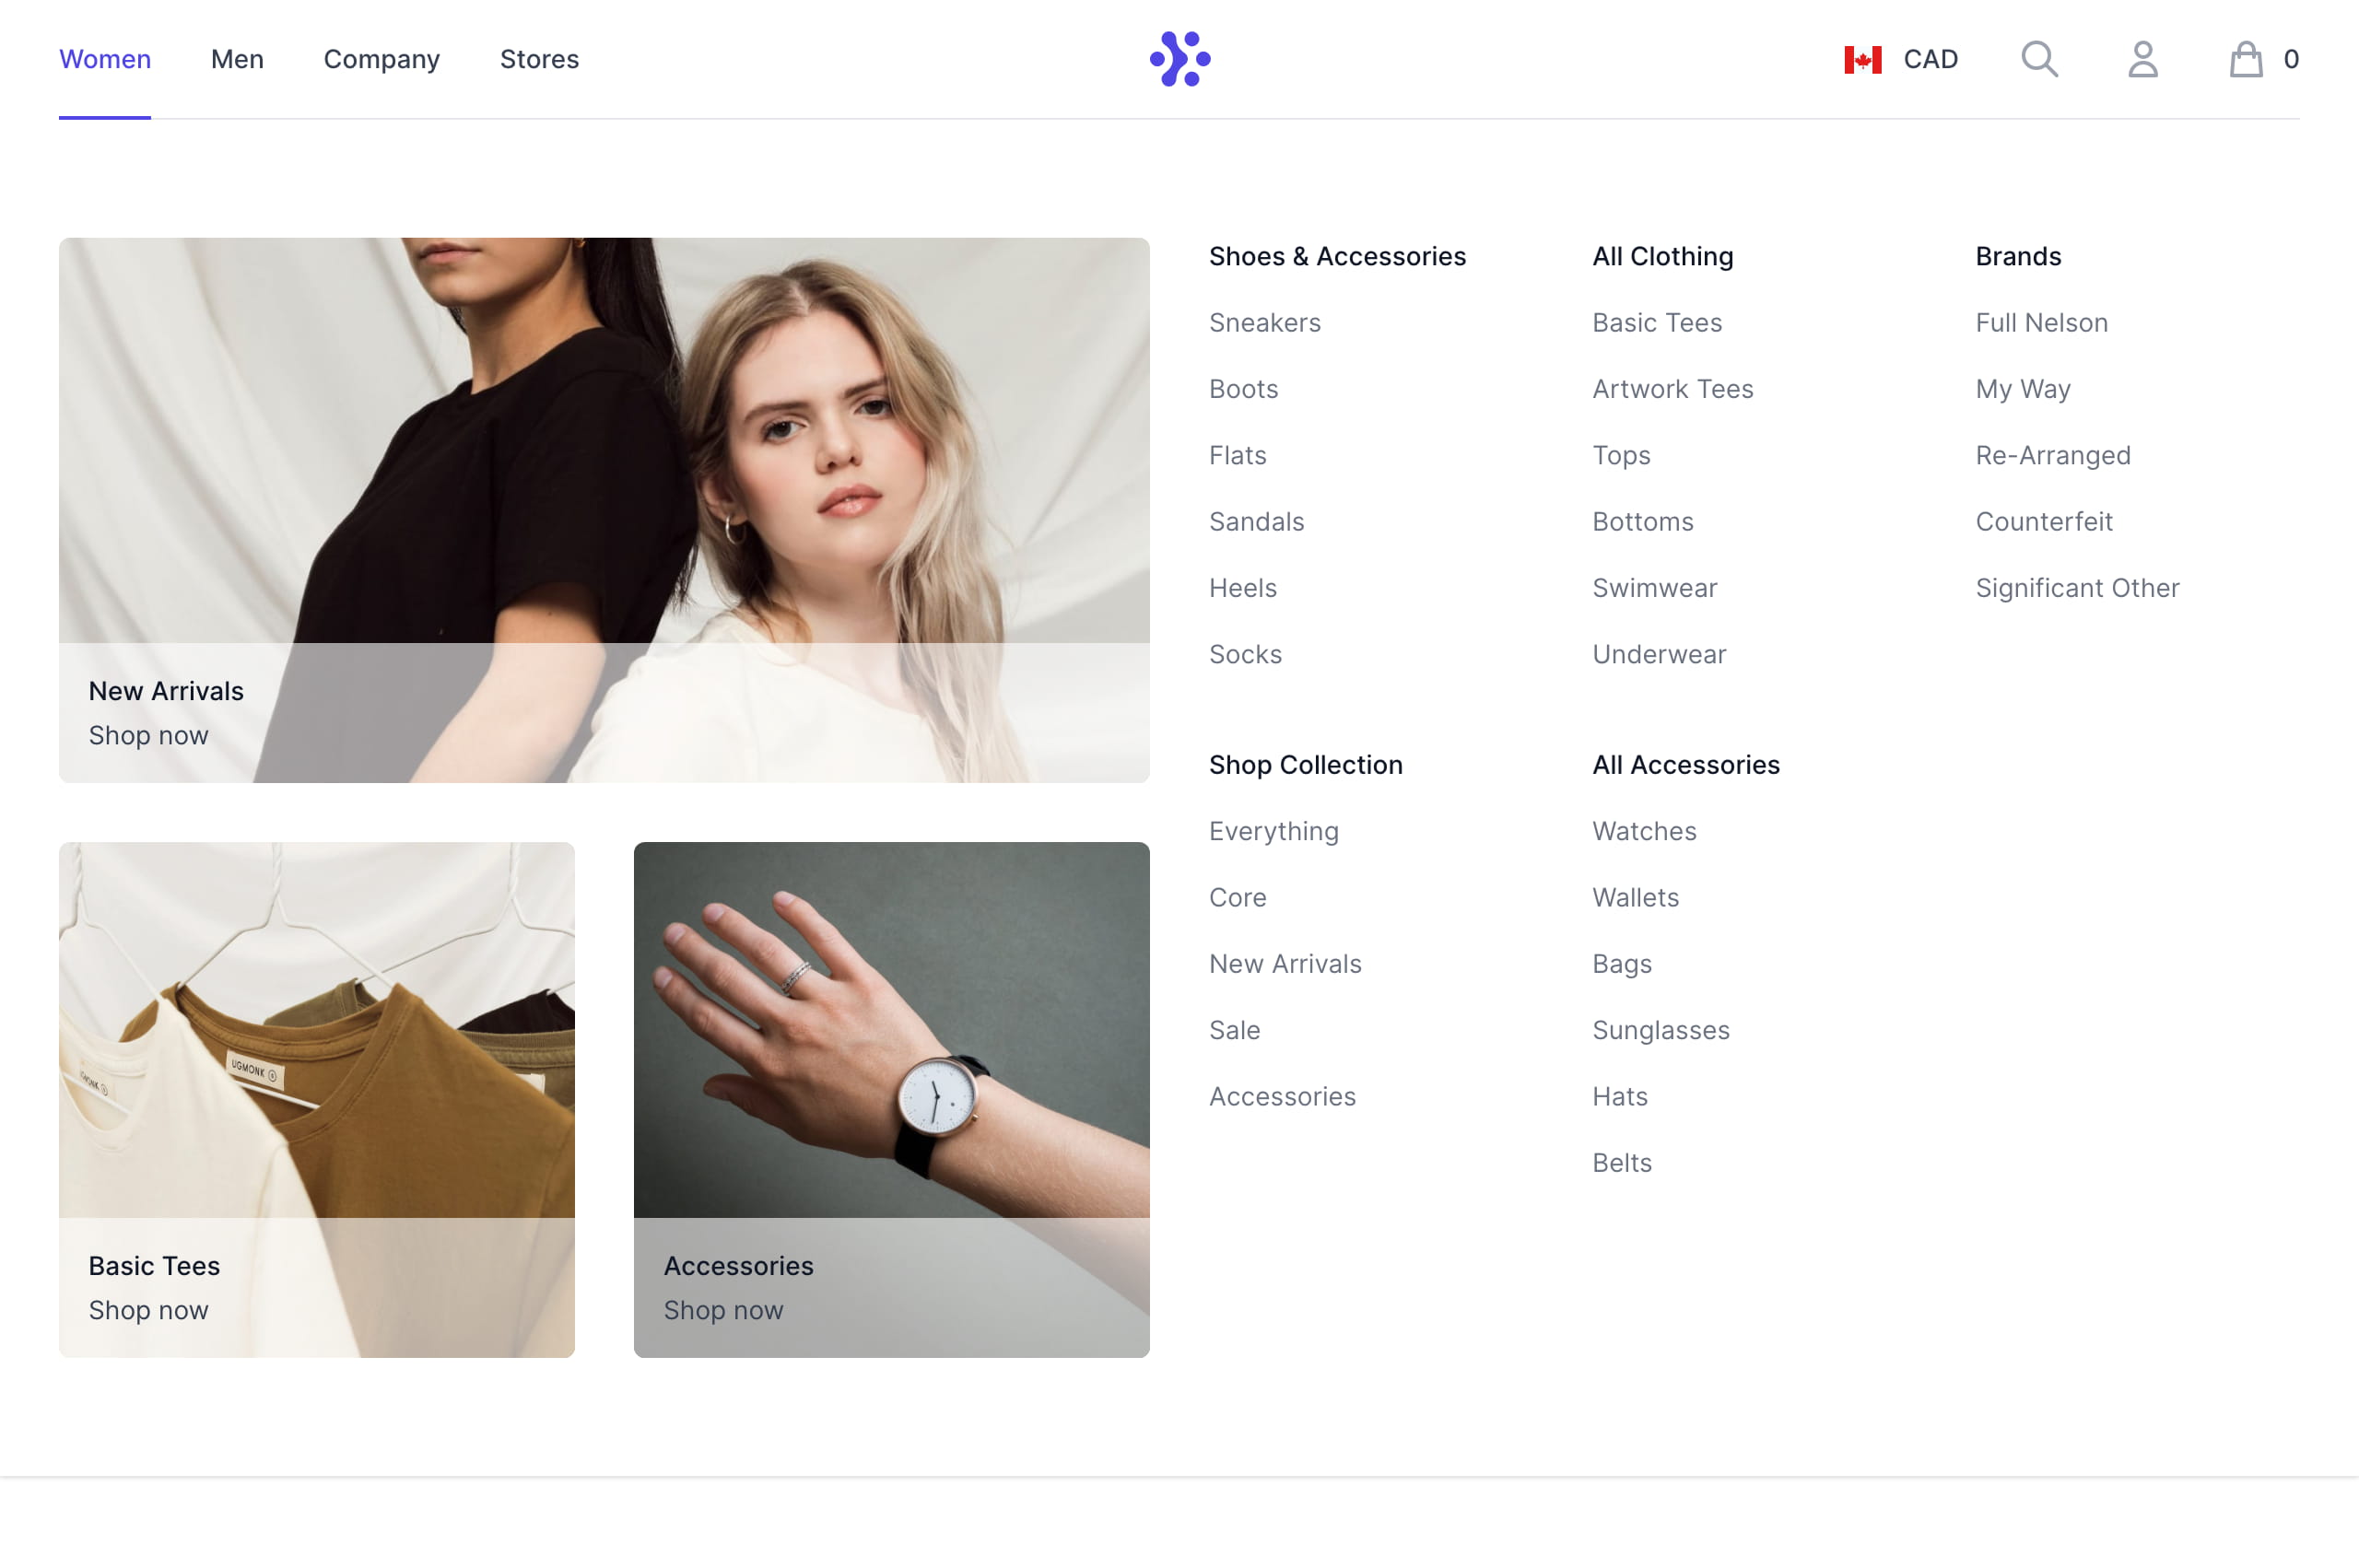 Women
Men
Company
Stores
CAD
0
New Arrivals
Shop now
UGMONK
Basic Tees
Shop now
Accessories
Shop now
Shoes & Accessories
Sneakers
Boots
Flats
Sandals
Heels
Socks
All Clothing
Basic Tees
Artwork Tees
Tops
Bottoms
Swimwear
Underwear
Brands
Full Nelson
My Way
Re-Arranged
Counterfeit
Significant Other
Shop Collection
Everything
Core
New Arrivals
Sale
Accessories
All Accessories
Watches
Wallets
Bags
Sunglasses
Hats
Belts